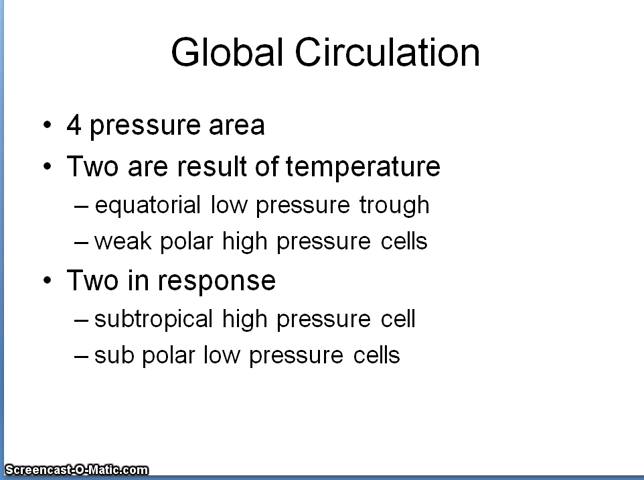 Global Circulation
• 4 pressure area
• Two are result of temperature
– equatorial low pressure trough
– weak polar high pressure cells
• Two in response
– subtropical high pressure cell
– sub polar low pressure cells
Screencast-O-Matic.com